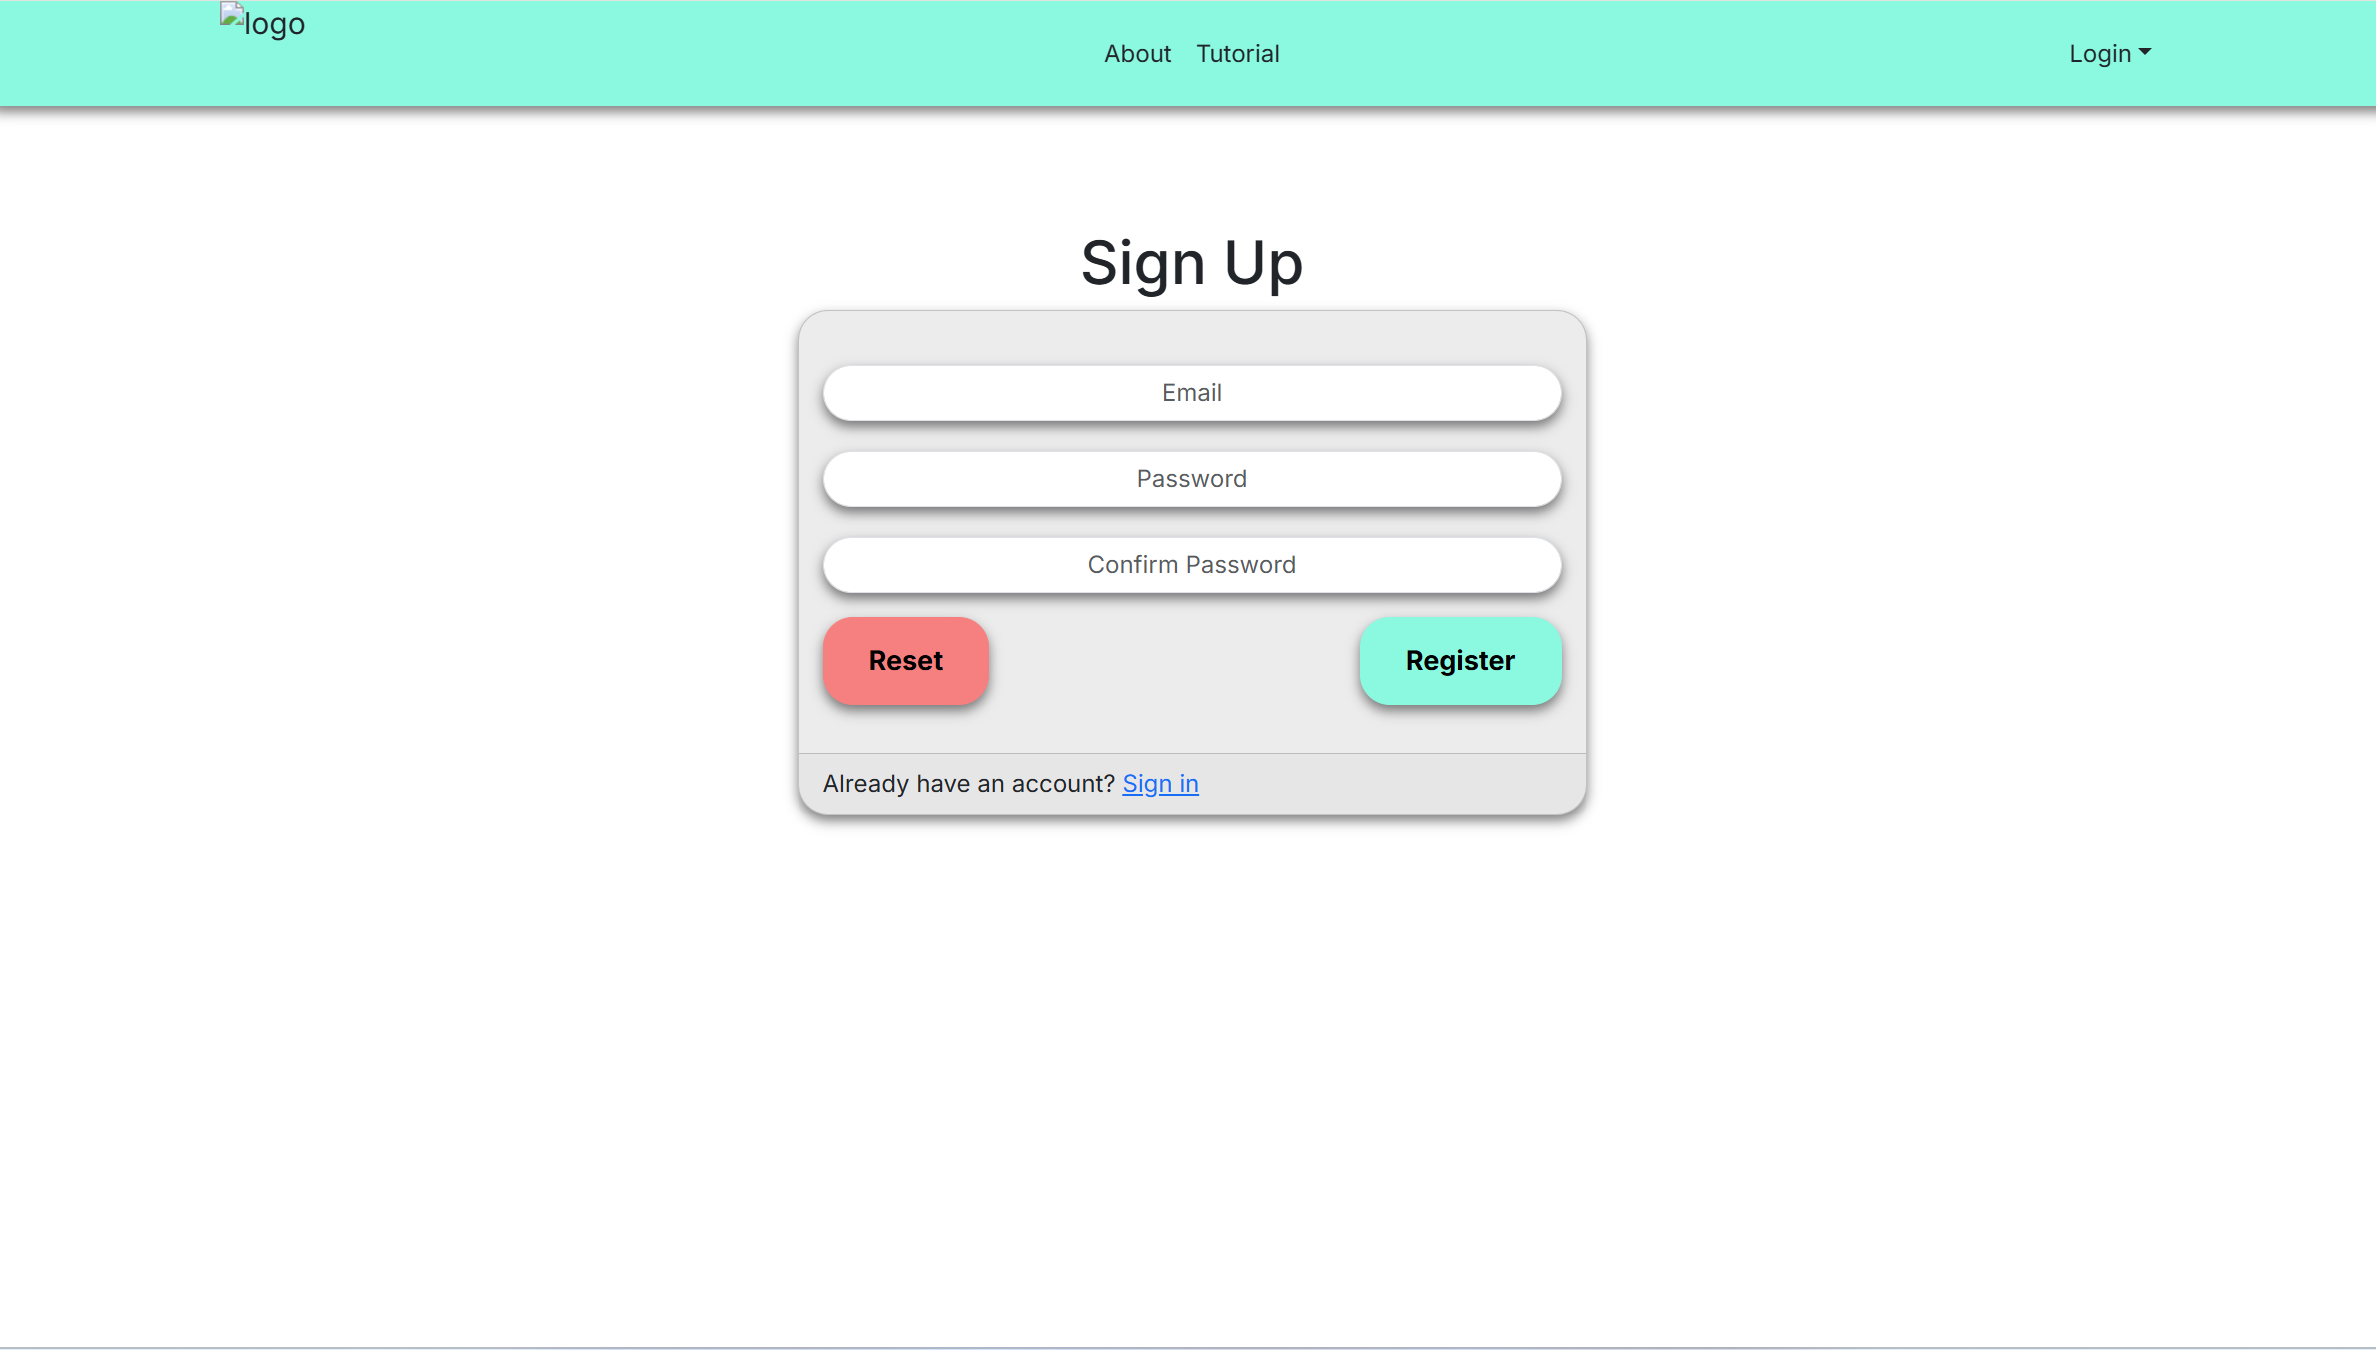 logo
About Tutorial Login
Sign Up
Email
Password
Confirm Password
Reset Register
Already have an account? Sign in